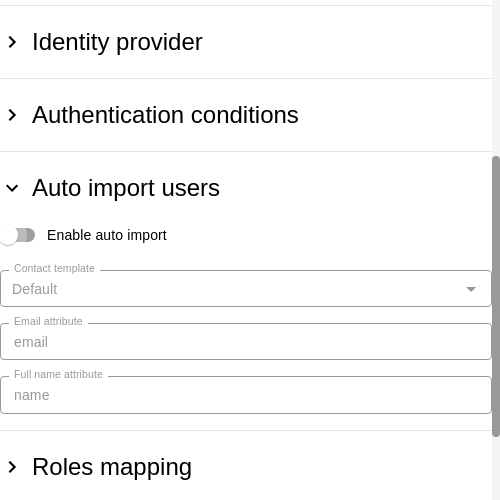 Identity provider
Authentication conditions
Auto import users
Enable auto import
Contact template
Default
Email attribute
email
Full name attribute
name
Roles mapping